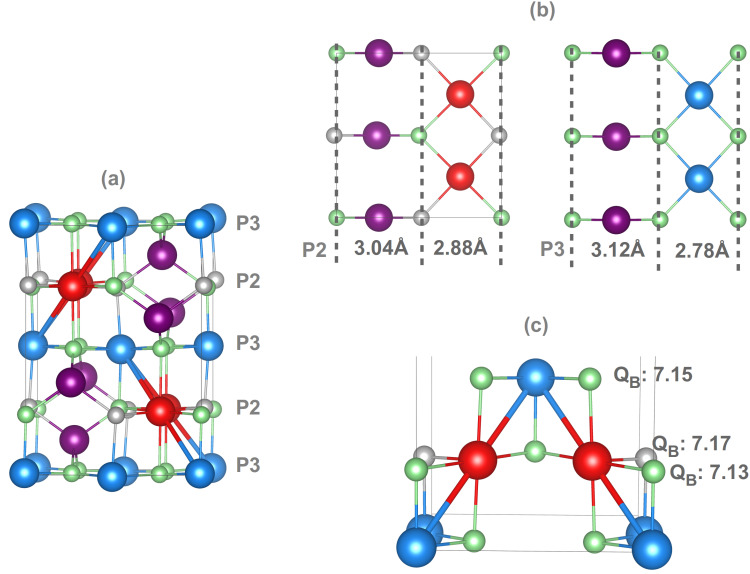 (b)
P2 3.04Å 2.88Å
P3 3.12Å 2.78Å
(a)
P3
P2
P3
P2
P3
(c)
Q_B: 7.15
Q_B: 7.17
Q_B: 7.13